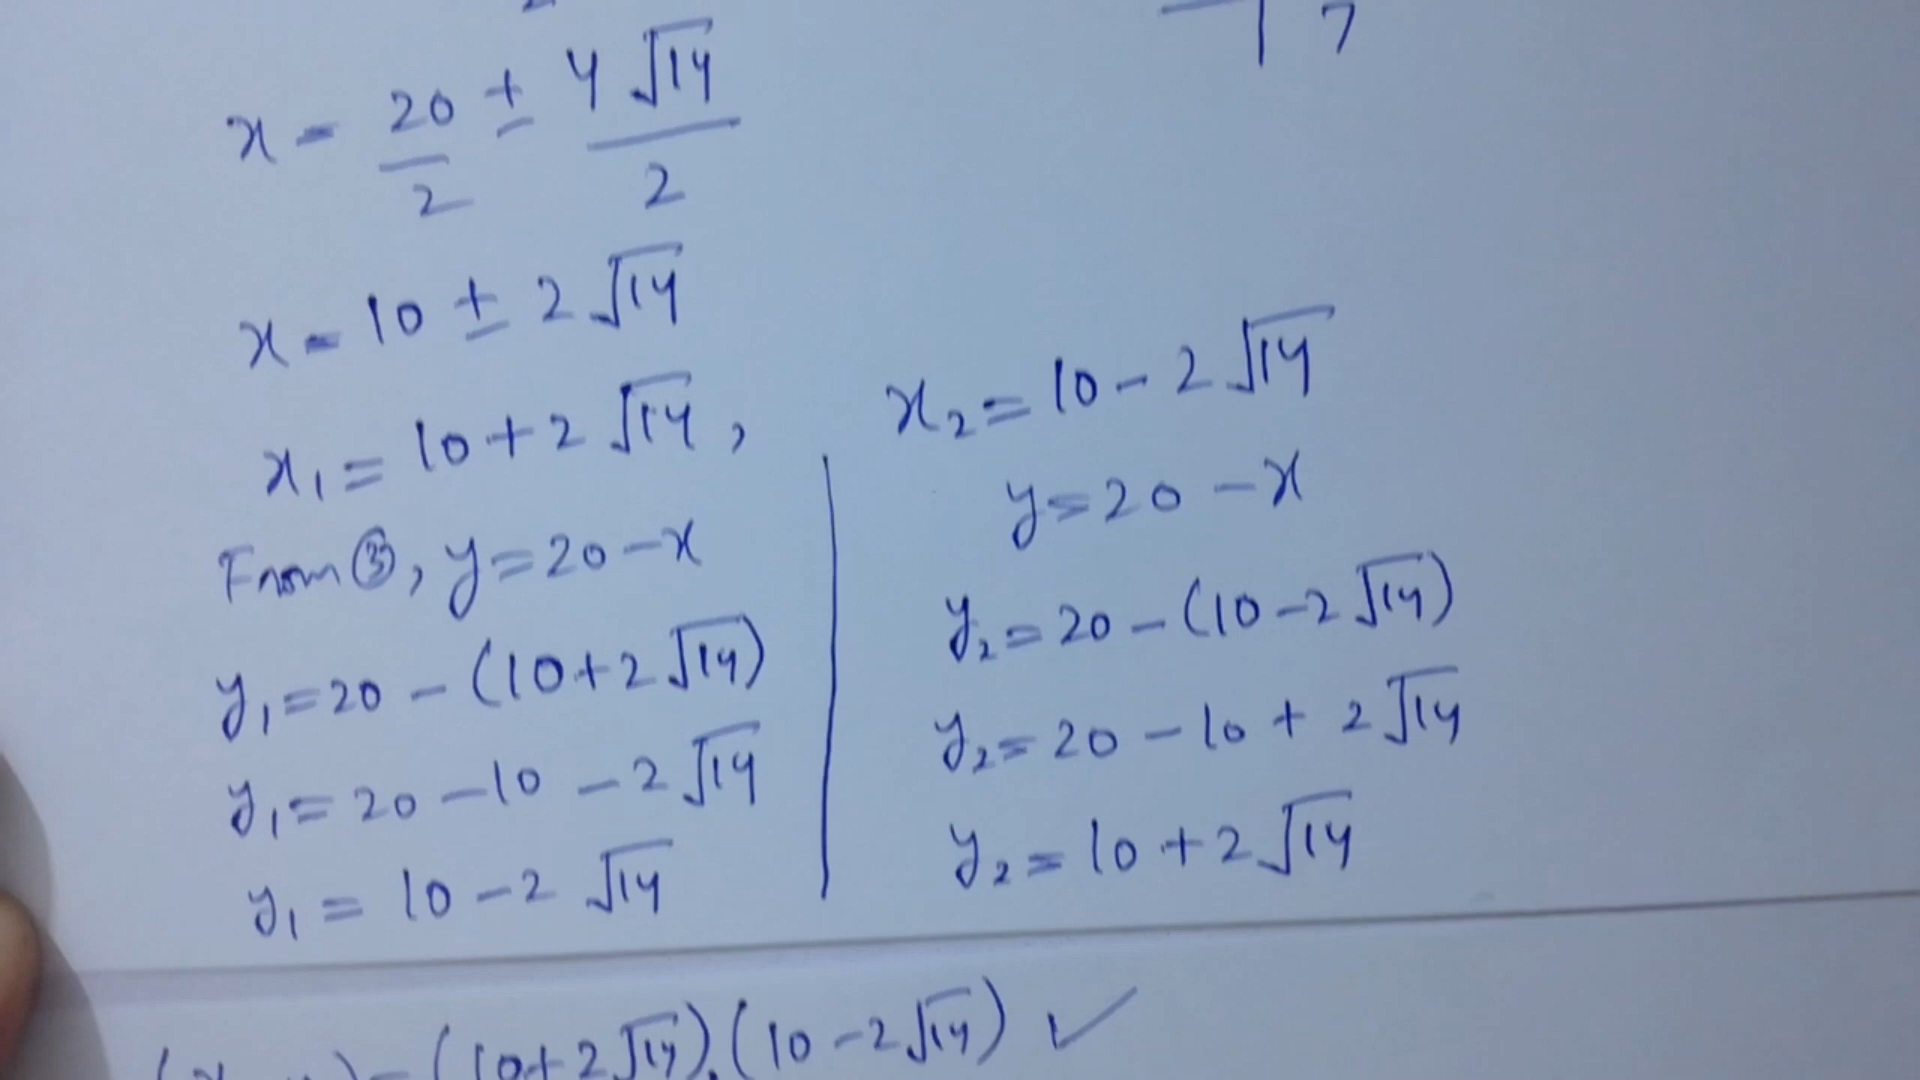 7
x = 20/2 ± 4√14/2
x = 10 ± 2√14
x₁ = 10 + 2√14,
From ③, y = 20 - x
y₁ = 20 - (10 + 2√14)
y₁ = 20 - 10 - 2√14
y₁ = 10 - 2√14
x₂ = 10 - 2√14
y = 20 - x
y₂ = 20 - (10 - 2√14)
y₂ = 20 - 10 + 2√14
y₂ = 10 + 2√14
(10 + 2√14), (10 - 2√14) ✓